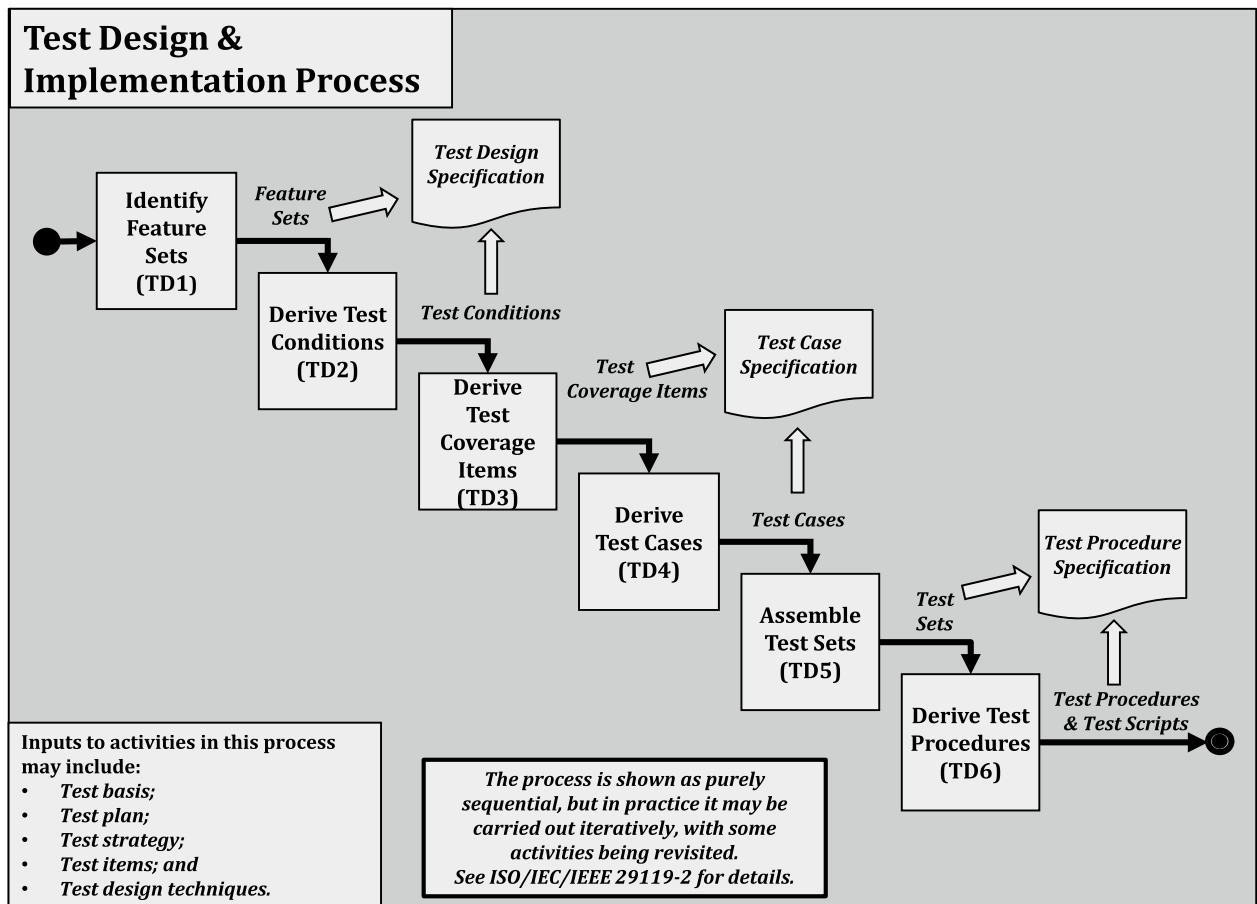 Test Design &
Implementation Process
Test Design
Specification
Identify
Feature
Sets
(TD1)
Feature
Sets
Derive Test
Conditions
(TD2)
Test Conditions
Test Case
Specification
Derive
Test
Coverage
Items
(TD3)
Test
Coverage Items
Derive
Test Cases
(TD4)
Test Cases
Test Procedure
Specification
Assemble
Test Sets
(TD5)
Test
Sets
Derive Test
Procedures
(TD6)
Test Procedures
& Test Scripts
Inputs to activities in this process
may include:
• Test basis;
• Test plan;
• Test strategy;
• Test items; and
• Test design techniques.
The process is shown as purely
sequential, but in practice it may be
carried out iteratively, with some
activities being revisited.
See ISO/IEC/IEEE 29119-2 for details.